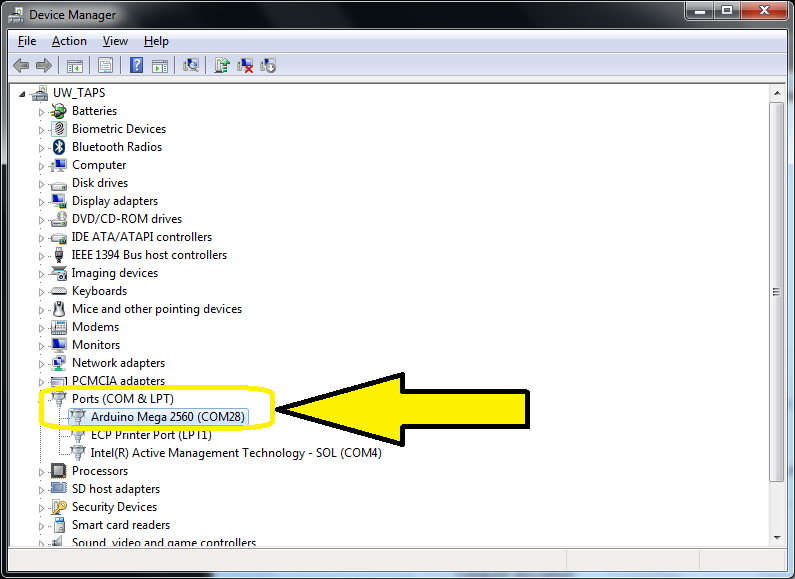 Device Manager
File Action View Help
UW_TAPS
Batteries
Biometric Devices
Bluetooth Radios
Computer
Disk drives
Display adapters
DVD/CD-ROM drives
IDE ATA/ATAPI controllers
IEEE 1394 Bus host controllers
Imaging devices
Keyboards
Mice and other pointing devices
Modems
Monitors
Network adapters
PCMCIA adapters
Ports (COM & LPT)
Arduino Mega 2560 (COM28)
ECP Printer Port (LPT1)
Intel(R) Active Management Technology - SOL (COM4)
Processors
SD host adapters
Security Devices
Smart card readers
Sound, video and game controllers